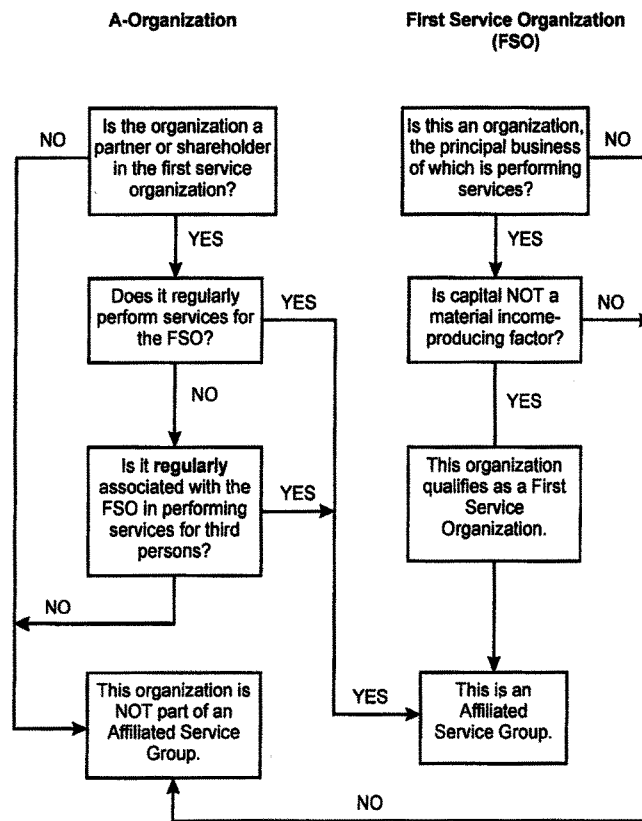 A-Organization
First Service Organization
(FSO)
NO
Is the organization a
partner or shareholder
in the first service
organization?
Is this an organization,
the principal business
of which is performing
services?
NO
YES
YES
Does it regularly
perform services for
the FSO?
YES
Is capital NOT a
material income-
producing factor?
NO
NO
YES
Is it regularly
associated with the
FSO in performing
services for third
persons?
YES
This organization
qualifies as a First
Service
Organization.
NO
This organization is
NOT part of an
Affiliated Service
Group.
YES
This is an
Affiliated
Service Group.
NO